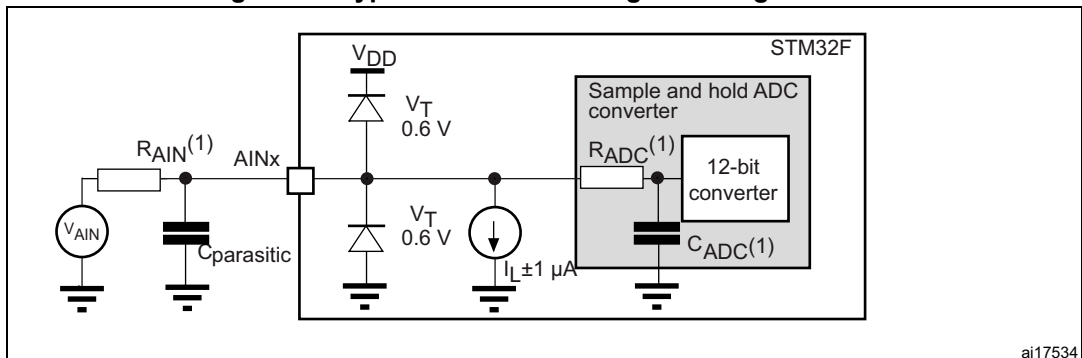 STM32F
VDD
Sample and hold ADC
converter
VT
0.6 V
RAIN(1)
AINx
RADC(1)
12-bit
converter
VAIN
Cparasitic
VT
0.6 V
IL±1 μA
CADC(1)
ai17534